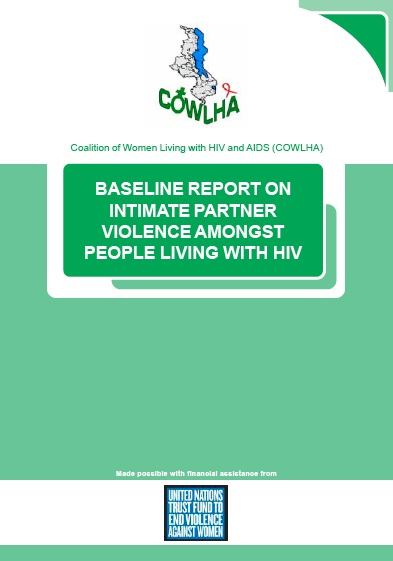 COWLHA
Coalition of Women Living with HIV and AIDS (COWLHA)
BASELINE REPORT ON
INTIMATE PARTNER
VIOLENCE AMONGST
PEOPLE LIVING WITH HIV
Made possible with financial assistance from
UNITED NATIONS
TRUST FUND TO
END VIOLENCE
AGAINST WOMEN